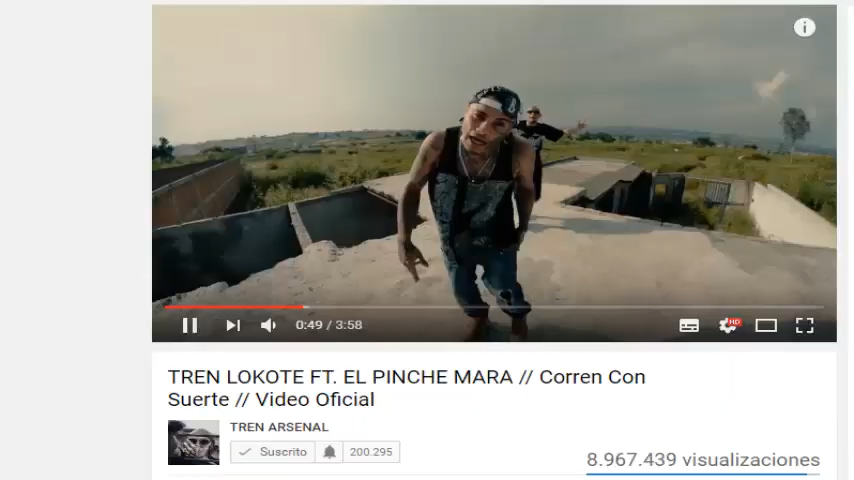 HD
0:49 / 3:58
TREN LOKOTE FT. EL PINCHE MARA // Corren Con
Suerte // Video Oficial
TREN ARSENAL
Suscrito 200.295
8.967.439 visualizaciones